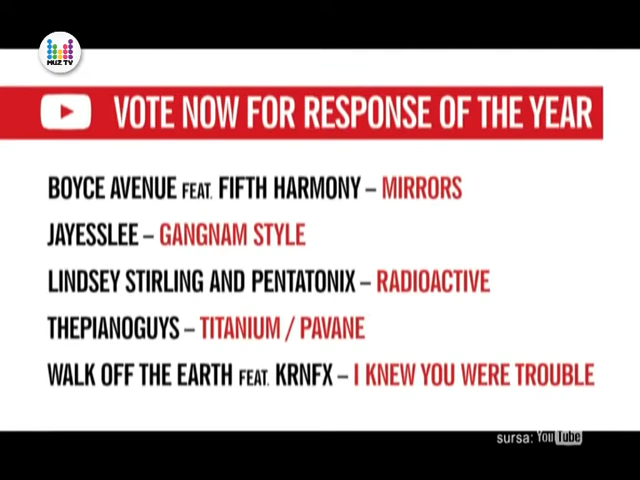 MUZ.TV
VOTE NOW FOR RESPONSE OF THE YEAR
BOYCE AVENUE FEAT. FIFTH HARMONY – MIRRORS
JAYESSLEE – GANGNAM STYLE
LINDSEY STIRLING AND PENTATONIX – RADIOACTIVE
THEPIANOGUYS – TITANIUM / PAVANE
WALK OFF THE EARTH FEAT. KRNFX – I KNEW YOU WERE TROUBLE
sursa: YouTube